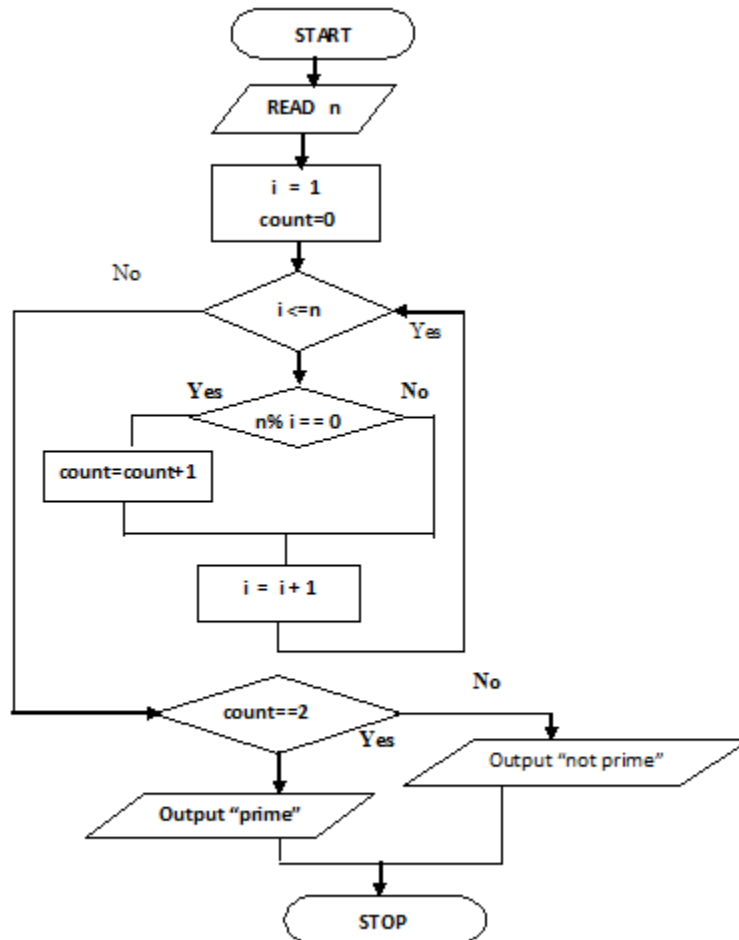 START
READ n
i = 1
count=0
No
i <=n
Yes
Yes
No
n% i == 0
count=count+1
i = i + 1
No
count==2
Yes
Output “not prime”
Output “prime”
STOP